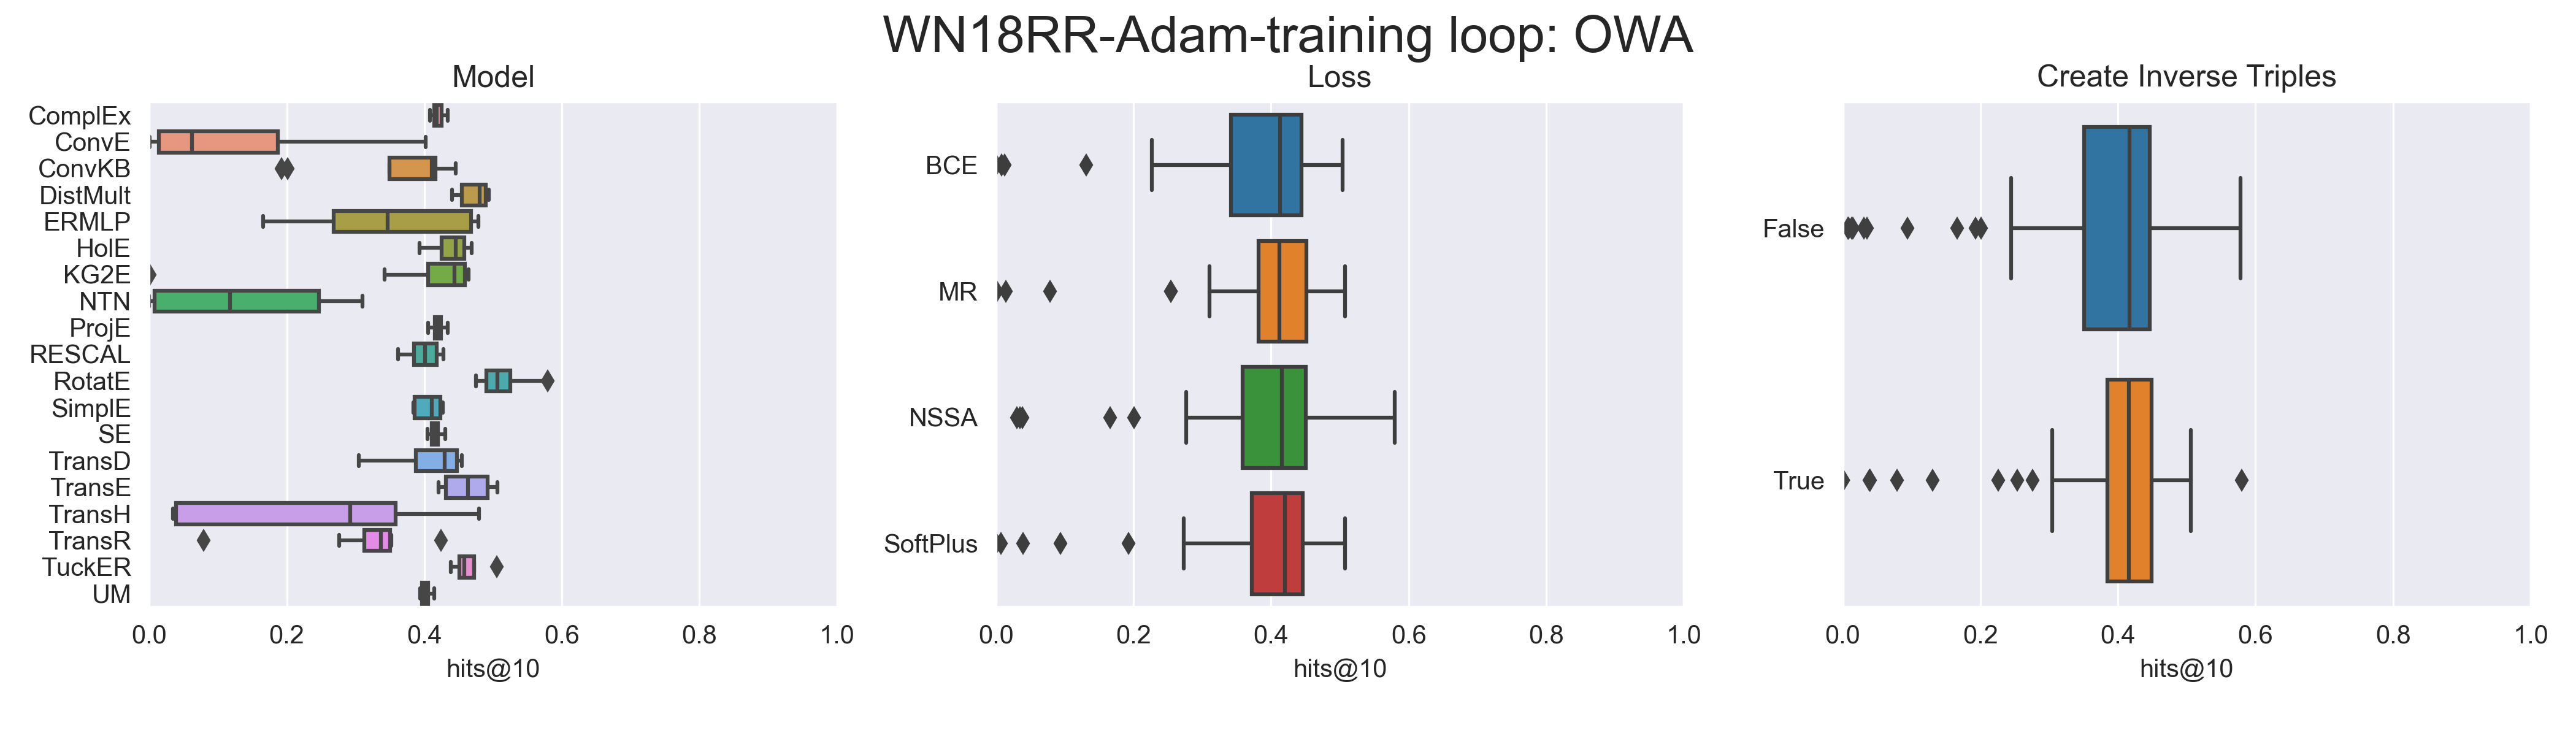 WN18RR-Adam-training loop: OWA
Model
ComplEx
ConvE
ConvKB
DistMult
ERMLP
HolE
KG2E
NTN
ProjE
RESCAL
RotatE
SimplE
SE
TransD
TransE
TransH
TransR
TuckER
UM
0.0 0.2 0.4 0.6 0.8 1.0
hits@10
Loss
BCE
MR
NSSA
SoftPlus
0.0 0.2 0.4 0.6 0.8 1.0
hits@10
Create Inverse Triples
False
True
0.0 0.2 0.4 0.6 0.8 1.0
hits@10